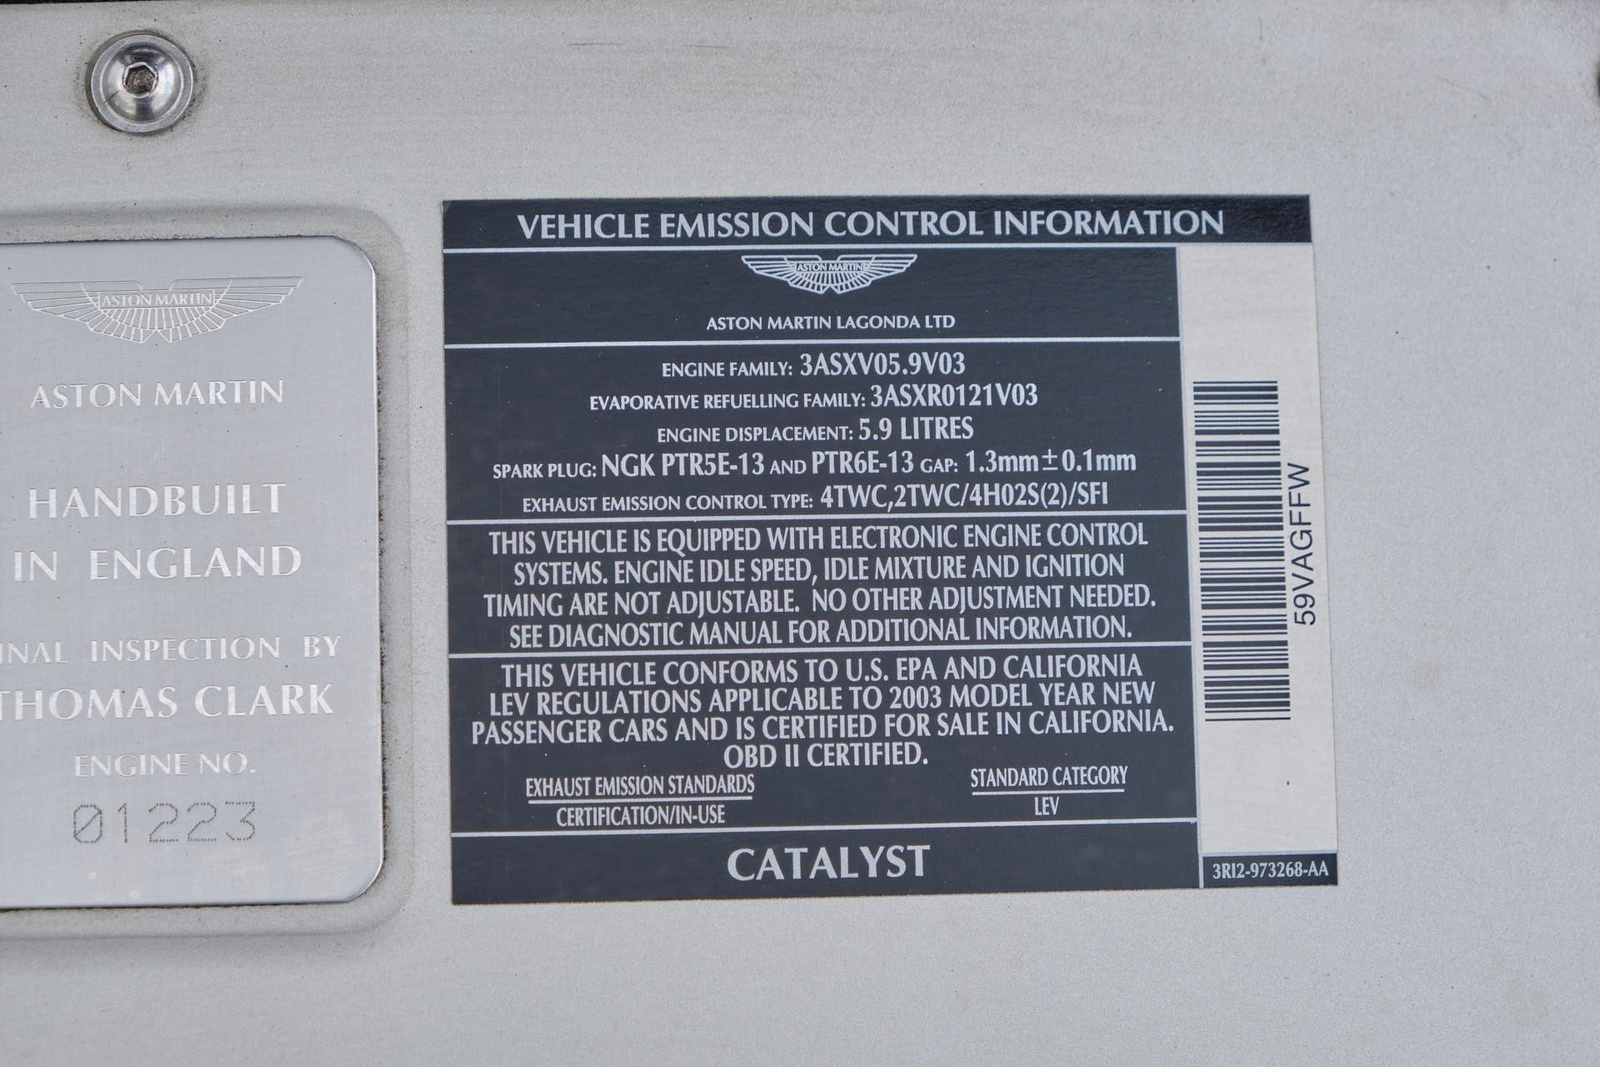 ASTON MARTIN
ASTON MARTIN
HANDBUILT
IN ENGLAND
INAL INSPECTION BY
THOMAS CLARK
ENGINE NO.
01223
VEHICLE EMISSION CONTROL INFORMATION
ASTON MARTIN
ASTON MARTIN LAGONDA LTD
ENGINE FAMILY: 3ASXV05.9V03
EVAPORATIVE REFUELLING FAMILY: 3ASXR0121V03
ENGINE DISPLACEMENT: 5.9 LITRES
SPARK PLUG: NGK PTR5E-13 AND PTR6E-13 GAP: 1.3mm±0.1mm
EXHAUST EMISSION CONTROL TYPE: 4TWC,2TWC/4H02S(2)/SFI
THIS VEHICLE IS EQUIPPED WITH ELECTRONIC ENGINE CONTROL
SYSTEMS. ENGINE IDLE SPEED, IDLE MIXTURE AND IGNITION
TIMING ARE NOT ADJUSTABLE. NO OTHER ADJUSTMENT NEEDED.
SEE DIAGNOSTIC MANUAL FOR ADDITIONAL INFORMATION.
THIS VEHICLE CONFORMS TO U.S. EPA AND CALIFORNIA
LEV REGULATIONS APPLICABLE TO 2003 MODEL YEAR NEW
PASSENGER CARS AND IS CERTIFIED FOR SALE IN CALIFORNIA.
OBD II CERTIFIED.
EXHAUST EMISSION STANDARDS STANDARD CATEGORY
CERTIFICATION/IN-USE LEV
CATALYST
59VAGFFW
3RI2-973268-AA